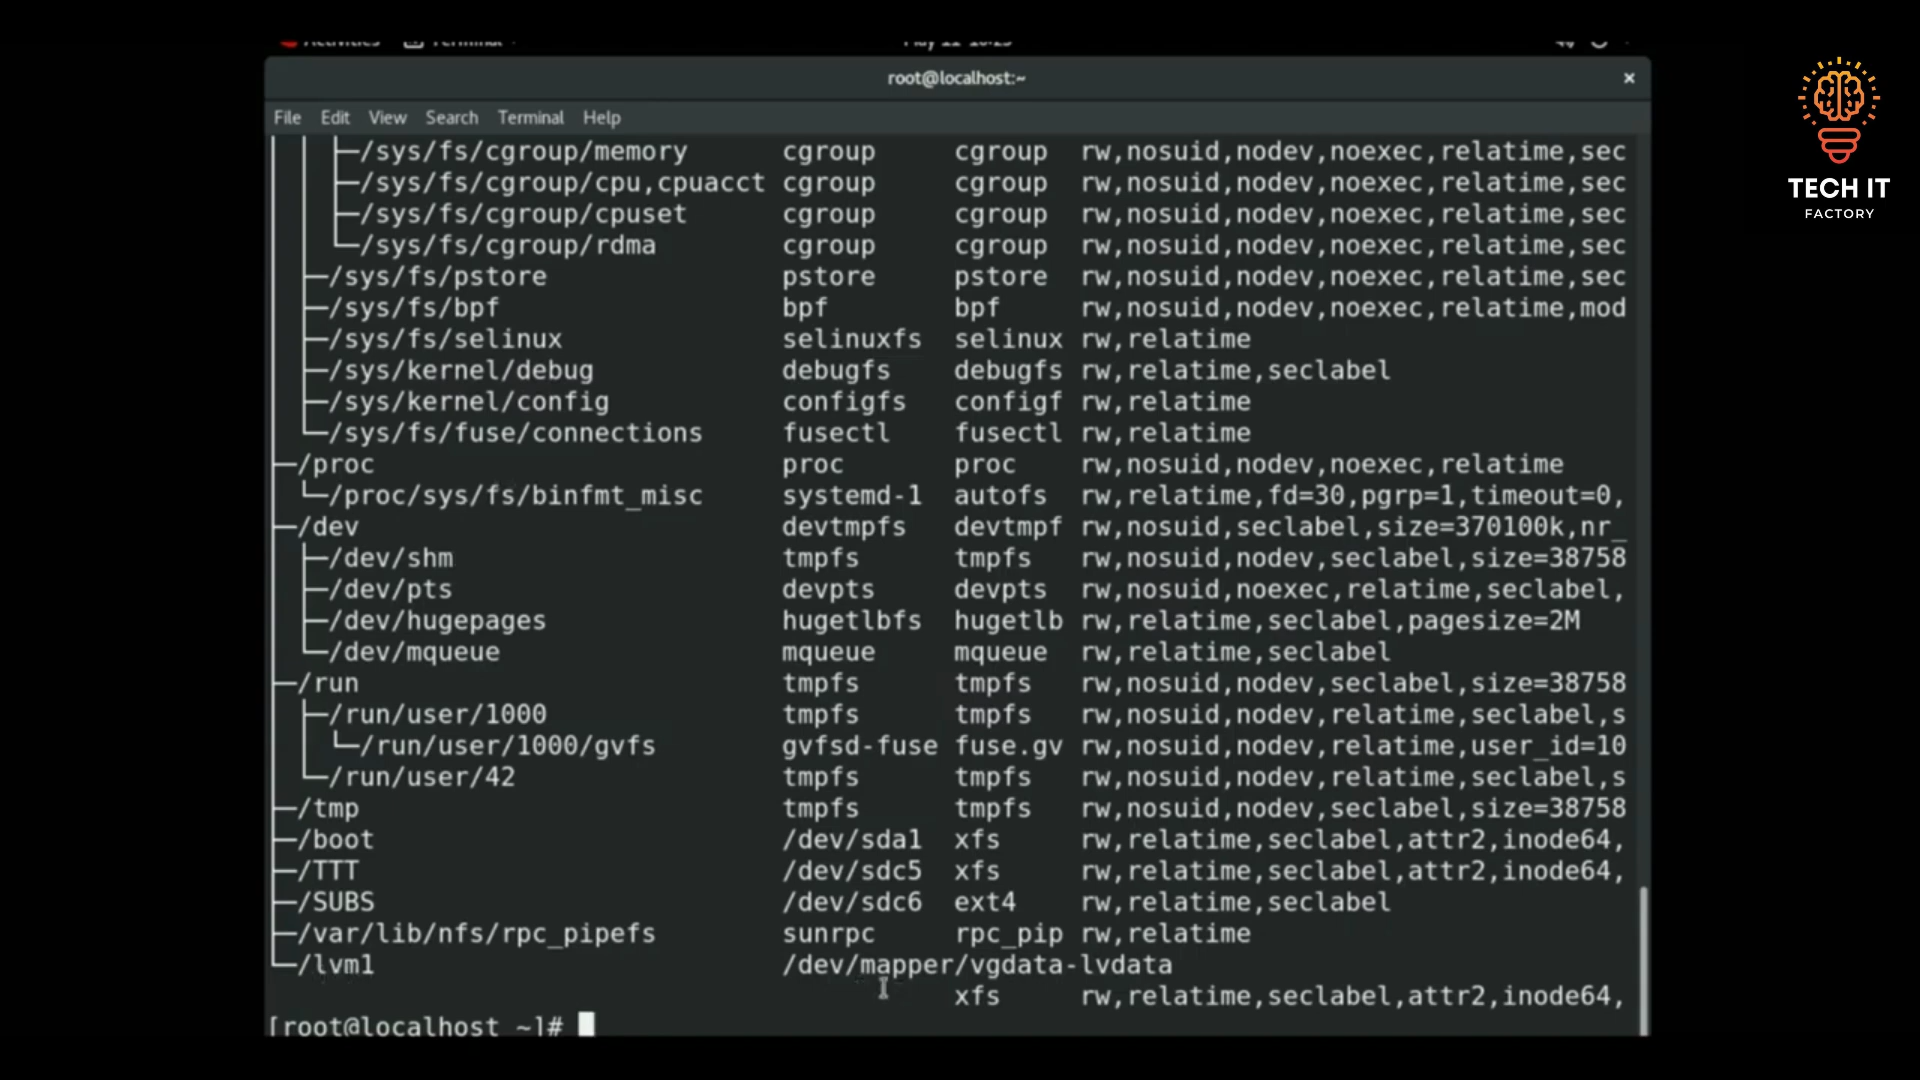 root@localhost:~
File Edit View Search Terminal Help
├─/sys/fs/cgroup/memory cgroup cgroup rw,nosuid,nodev,noexec,relatime,sec
├─/sys/fs/cgroup/cpu,cpuacct cgroup cgroup rw,nosuid,nodev,noexec,relatime,sec
├─/sys/fs/cgroup/cpuset cgroup cgroup rw,nosuid,nodev,noexec,relatime,sec
└─/sys/fs/cgroup/rdma cgroup cgroup rw,nosuid,nodev,noexec,relatime,sec
├─/sys/fs/pstore pstore pstore rw,nosuid,nodev,noexec,relatime,sec
├─/sys/fs/bpf bpf bpf rw,nosuid,nodev,noexec,relatime,mod
├─/sys/fs/selinux selinuxfs selinux rw,relatime
├─/sys/kernel/debug debugfs debugfs rw,relatime,seclabel
├─/sys/kernel/config configfs configf rw,relatime
└─/sys/fs/fuse/connections fusectl fusectl rw,relatime
├─/proc proc proc rw,nosuid,nodev,noexec,relatime
└─/proc/sys/fs/binfmt_misc systemd-1 autofs rw,relatime,fd=30,pgrp=1,timeout=0,
├─/dev devtmpfs devtmpf rw,nosuid,seclabel,size=370100k,nr_
├─/dev/shm tmpfs tmpfs rw,nosuid,nodev,seclabel,size=38758
├─/dev/pts devpts devpts rw,nosuid,noexec,relatime,seclabel,
├─/dev/hugepages hugetlbfs hugetlb rw,relatime,seclabel,pagesize=2M
└─/dev/mqueue mqueue mqueue rw,relatime,seclabel
├─/run tmpfs tmpfs rw,nosuid,nodev,seclabel,size=38758
├─/run/user/1000 tmpfs tmpfs rw,nosuid,nodev,relatime,seclabel,s
└─/run/user/1000/gvfs gvfsd-fuse fuse.gv rw,nosuid,nodev,relatime,user_id=10
└─/run/user/42 tmpfs tmpfs rw,nosuid,nodev,relatime,seclabel,s
├─/tmp tmpfs tmpfs rw,nosuid,nodev,seclabel,size=38758
├─/boot /dev/sda1 xfs rw,relatime,seclabel,attr2,inode64,
├─/TTT /dev/sdc5 xfs rw,relatime,seclabel,attr2,inode64,
├─/SUBS /dev/sdc6 ext4 rw,relatime,seclabel
├─/var/lib/nfs/rpc_pipefs sunrpc rpc_pip rw,relatime
└─/lvm1 /dev/mapper/vgdata-lvdata
xfs rw,relatime,seclabel,attr2,inode64,
[root@localhost ~]#
TECH IT
FACTORY